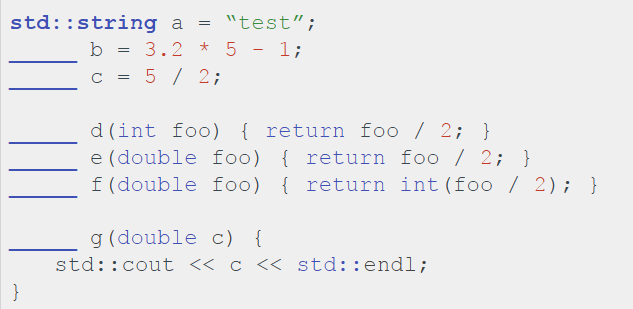 std::string a = “test”;
_____ b = 3.2 * 5 - 1;
_____ c = 5 / 2;
_____ d(int foo) { return foo / 2; }
_____ e(double foo) { return foo / 2; }
_____ f(double foo) { return int(foo / 2); }
_____ g(double c) {
std::cout << c << std::endl;
}